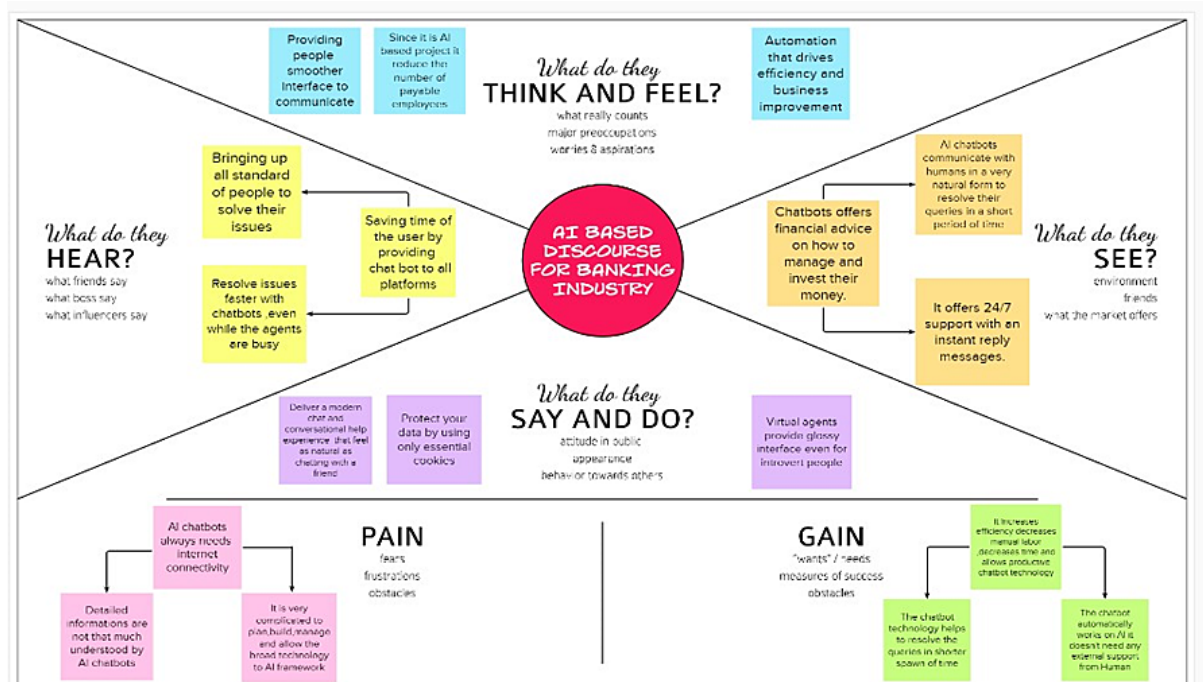 Providing
people
smoother
Interface to
communicate
Since it is AI
based project it
reduce the
number of
payable
employees
What do they
THINK AND FEEL?
what really counts
major preoccupations
worries & aspirations
Automation
that drives
efficiency and
business
improvement
What do they
HEAR?
what friends say
what boss say
what influencers say
Bringing up
all standard
of people to
solve their
issues
Saving time of
the user by
providing
chat bot to all
platforms
Resolve issues
faster with
chatbots ,even
while the agents
are busy
AI BASED
DISCOURSE
FOR BANKING
INDUSTRY
Chatbots offers
financial advice
on how to
manage and
invest their
money.
AI chatbots
communicate with
humans in a very
natural form to
resolve their
queries in a short
period of time
It offers 24/7
support with an
instant reply
messages.
What do they
SEE?
environment
friends
what the market offers
Deliver a modern
chat and
conversational help
experience that feel
as natural as
chatting with a
friend
Protect your
data by using
only essential
cookies
What do they
SAY AND DO?
attitude in public
appearance
behavior towards others
Virtual agents
provide glossy
interface even for
introvert people
AI chatbots
always needs
internet
connectivity
Detailed
informations are
not that much
understood by
AI chatbots
It is very
complicated to
plan,build,manage
and allow the
broad technology
to AI framework
PAIN
fears
frustrations
obstacles
GAIN
"wants" / needs
measures of success
obstacles
It Increases
efficiency decreases
manual labor
,decreases time and
allows productive
chatbot technology
The chatbot
technology helps
to resolve the
queries in shorter
spawn of time
The chatbot
automatically
works on AI it
doesn't need any
external support
from Human